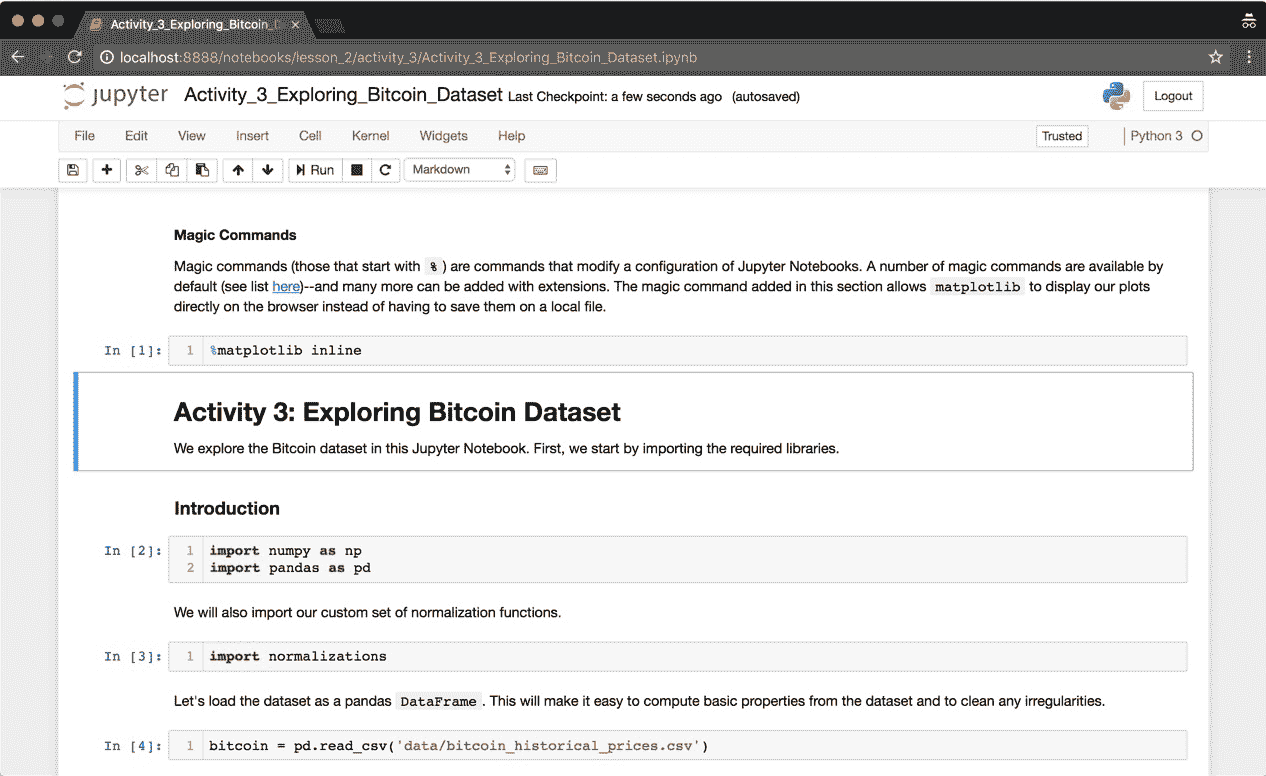 Activity_3_Exploring_Bitcoin_
localhost:8888/notebooks/lesson_2/activity_3/Activity_3_Exploring_Bitcoin_Dataset.ipynb
jupyter Activity_3_Exploring_Bitcoin_Dataset Last Checkpoint: a few seconds ago (autosaved) Logout
File Edit View Insert Cell Kernel Widgets Help Trusted Python 3
Run Markdown
Magic Commands
Magic commands (those that start with % ) are commands that modify a configuration of Jupyter Notebooks. A number of magic commands are available by
default (see list here)--and many more can be added with extensions. The magic command added in this section allows matplotlib to display our plots
directly on the browser instead of having to save them on a local file.
In [1]: 1 %matplotlib inline
Activity 3: Exploring Bitcoin Dataset
We explore the Bitcoin dataset in this Jupyter Notebook. First, we start by importing the required libraries.
Introduction
In [2]: 1 import numpy as np
2 import pandas as pd
We will also import our custom set of normalization functions.
In [3]: 1 import normalizations
Let's load the dataset as a pandas DataFrame . This will make it easy to compute basic properties from the dataset and to clean any irregularities.
In [4]: 1 bitcoin = pd.read_csv('data/bitcoin_historical_prices.csv')